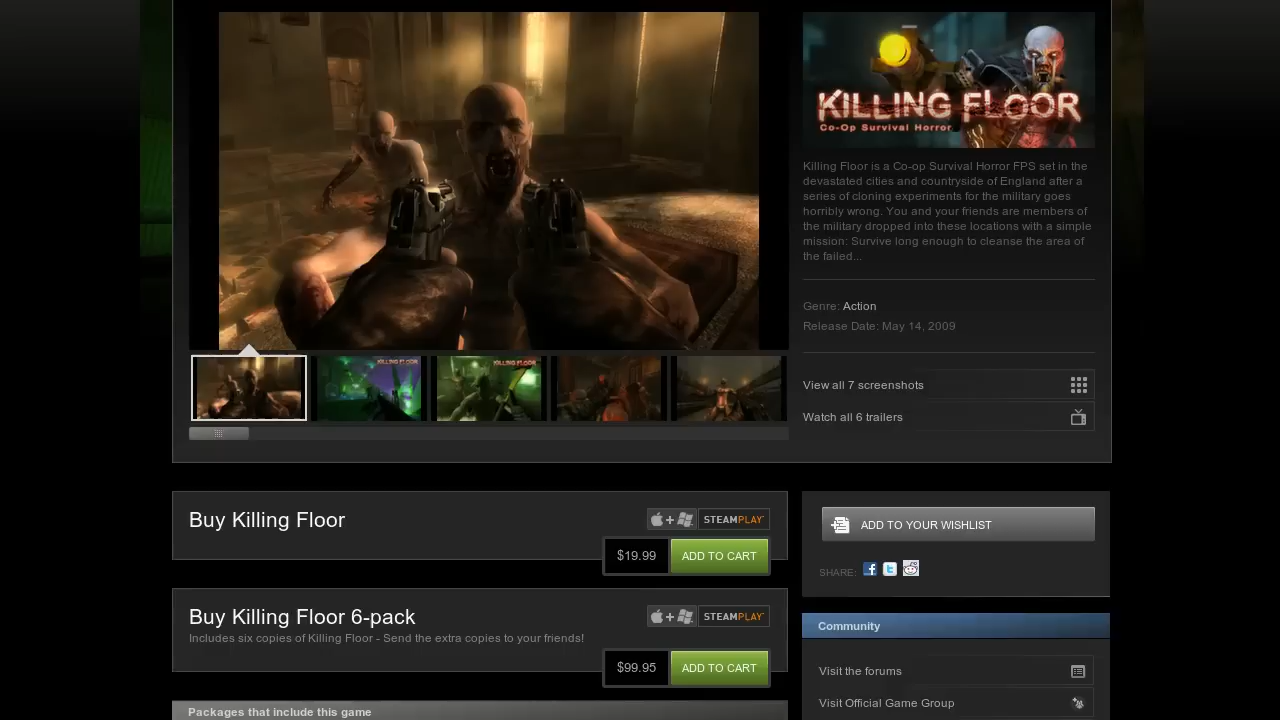 KILLING FLOOR
Co-Op Survival Horror
Killing Floor is a Co-op Survival Horror FPS set in the
devastated cities and countryside of England after a
series of cloning experiments for the military goes
horribly wrong. You and your friends are members of
the military dropped into these locations with a simple
mission: Survive long enough to cleanse the area of
the failed...
Genre: Action
Release Date: May 14, 2009
KILLING FLOOR
KILLING FLOOR
View all 7 screenshots
Watch all 6 trailers
Buy Killing Floor
+ STEAMPLAY
$19.99 ADD TO CART
Buy Killing Floor 6-pack
+ STEAMPLAY
Includes six copies of Killing Floor - Send the extra copies to your friends!
$99.95 ADD TO CART
Packages that include this game
ADD TO YOUR WISHLIST
SHARE:
Community
Visit the forums
Visit Official Game Group